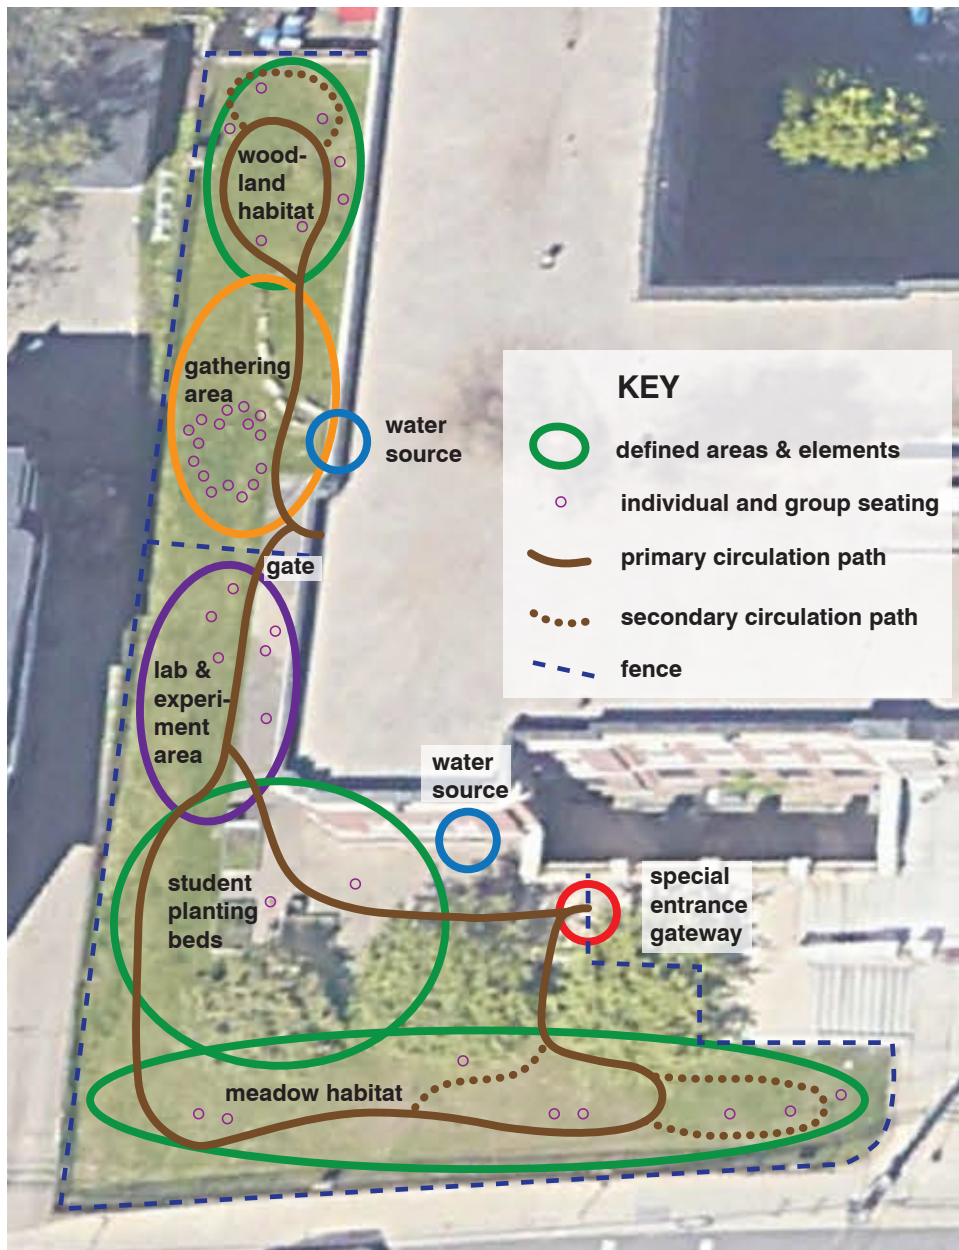 wood-
land
habitat
gathering
area
water
source
KEY
defined areas & elements
individual and group seating
primary circulation path
secondary circulation path
fence
gate
lab &
experi-
ment
area
water
source
student
planting
beds
special
entrance
gateway
meadow habitat